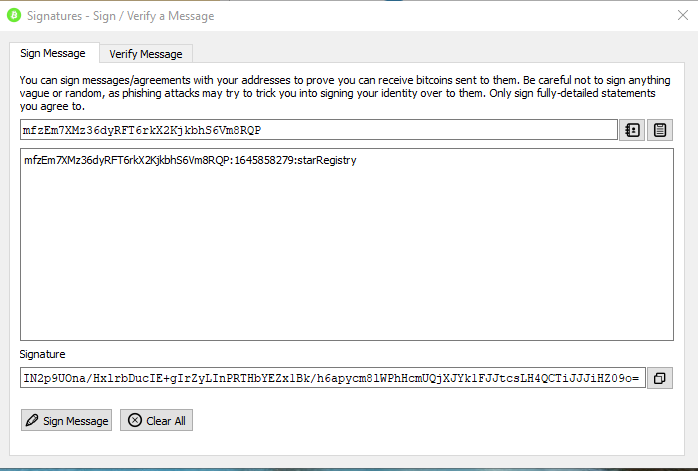 Signatures - Sign / Verify a Message
Sign Message
Verify Message
You can sign messages/agreements with your addresses to prove you can receive bitcoins sent to them. Be careful not to sign anything
vague or random, as phishing attacks may try to trick you into signing your identity over to them. Only sign fully-detailed statements
you agree to.
mfzEm7XMz36dyRFT6rkX2KjkbhS6Vm8RQP
mfzEm7XMz36dyRFT6rkX2KjkbhS6Vm8RQP:1645858279:starRegistry
Signature
IN2p9UOna/HxlrbDucIE+gIrZyLInPRTHbYEZxlBk/h6apycm8lWPhHcmUQjXJYklFJJtcsLH4QCTiJJJiHZ09o=
Sign Message
Clear All